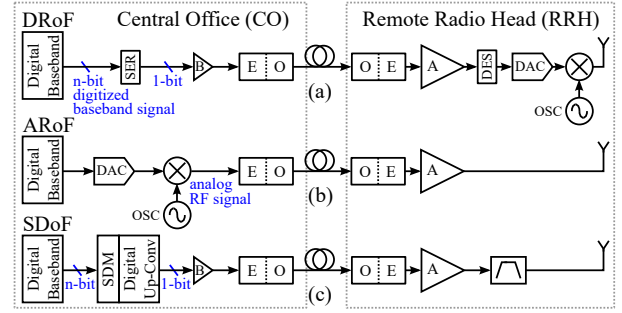 Central Office (CO)
Remote Radio Head (RRH)
DRoF
Digital
Baseband
n-bit
digitized
baseband signal
SER
1-bit
B
E O
(a)
O E
A
DES
DAC
OSC
ARoF
Digital
Baseband
DAC
OSC
analog
RF signal
E O
(b)
O E
A
SDoF
Digital
Baseband
n-bit
SDM
Digital
Up-Conv
1-bit
B
E O
(c)
O E
A